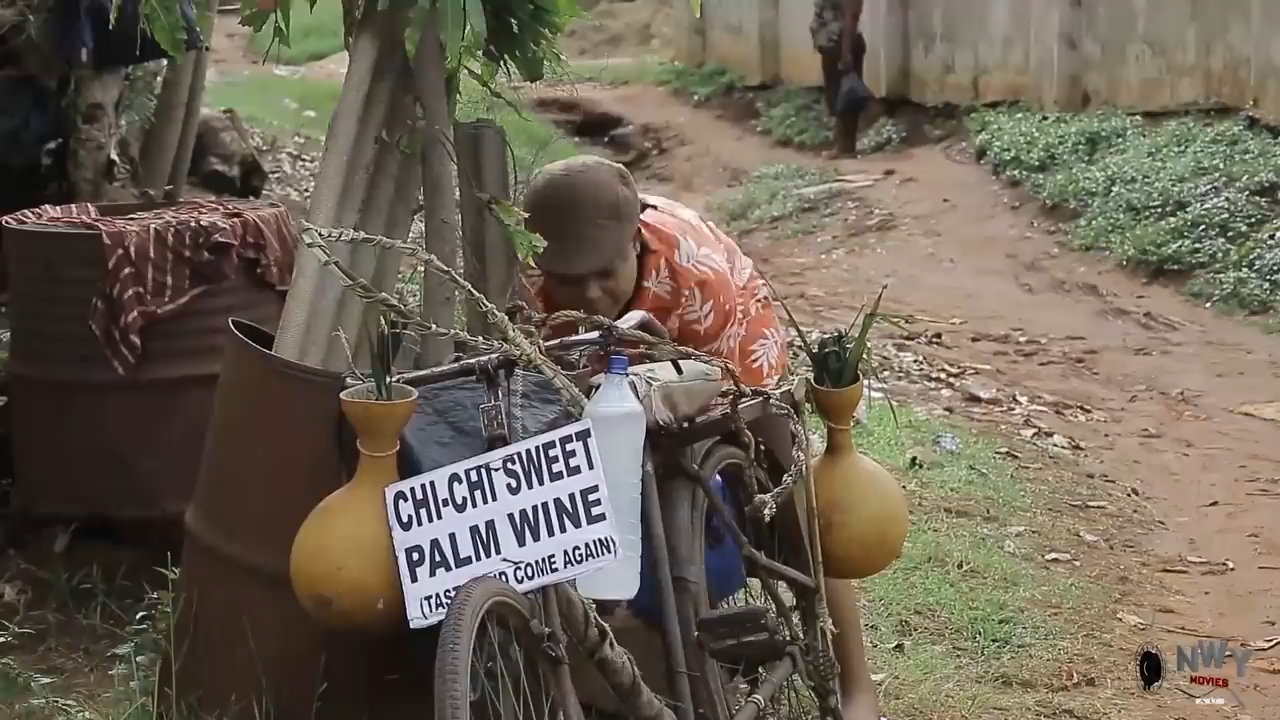 CHI-CHI SWEET
PALM WINE
COME AGAIN)
NWY
MOVIES